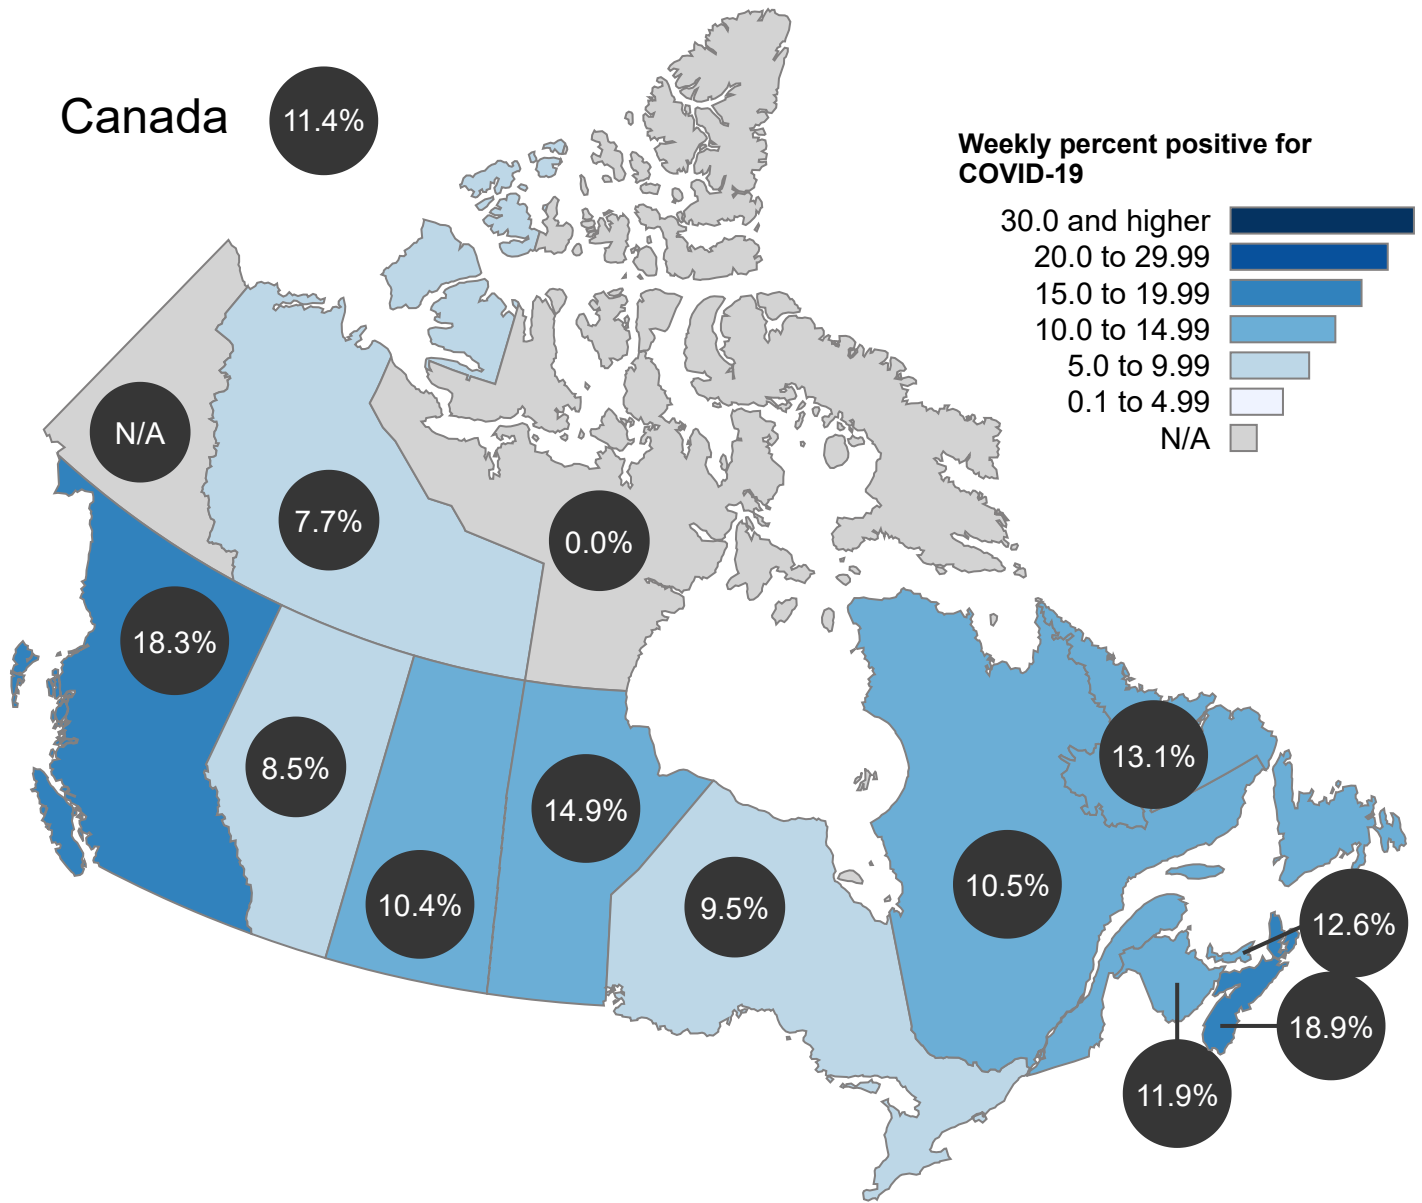 Canada
11.4%
Weekly percent positive for
COVID-19
30.0 and higher
20.0 to 29.99
15.0 to 19.99
10.0 to 14.99
5.0 to 9.99
0.1 to 4.99
N/A
N/A
7.7%
0.0%
18.3%
8.5%
10.4%
14.9%
9.5%
10.5%
13.1%
12.6%
18.9%
11.9%